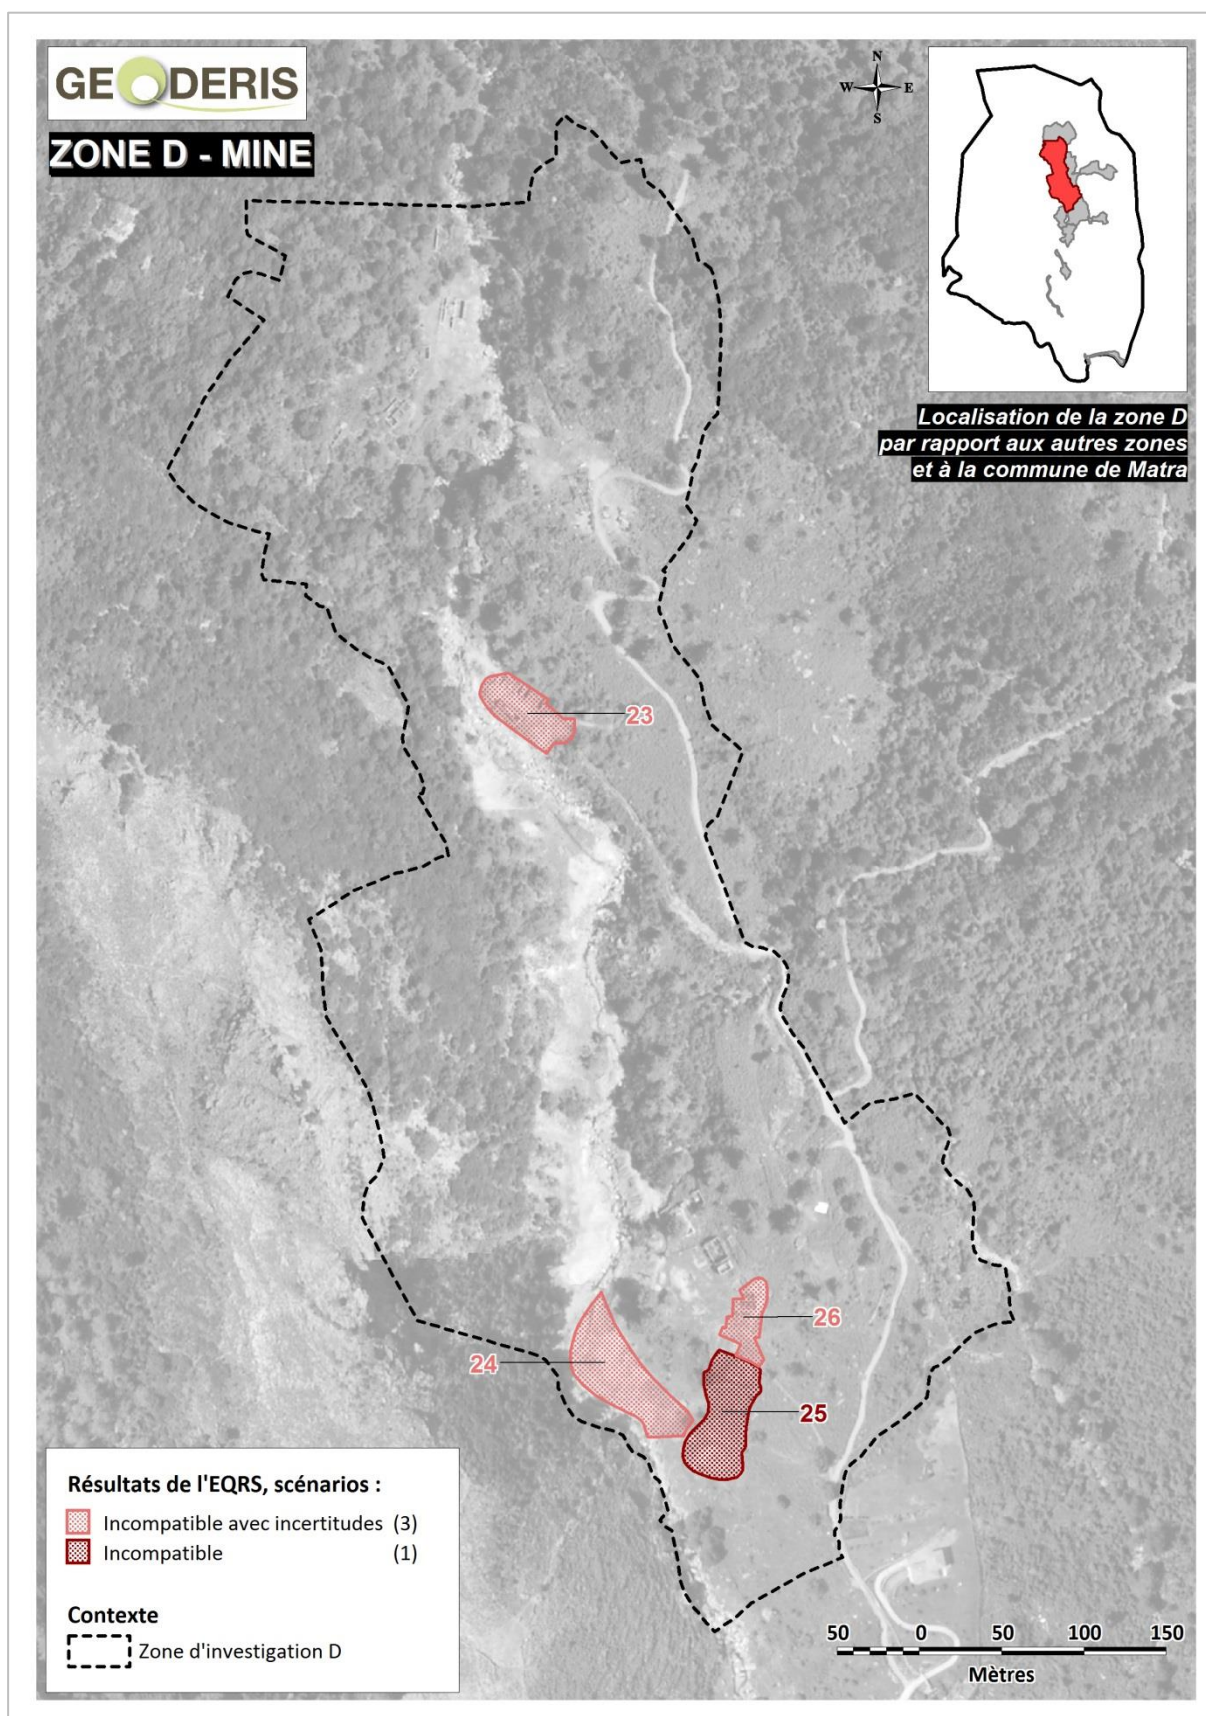 GEODERIS
ZONE D - MINE
N
W E
S
Localisation de la zone D
par rapport aux autres zones
et à la commune de Matra
23
26
24
25
Résultats de l'EQRS, scénarios :
Incompatible avec incertitudes (3)
Incompatible (1)
Contexte
Zone d'investigation D
50 0 50 100 150
Mètres